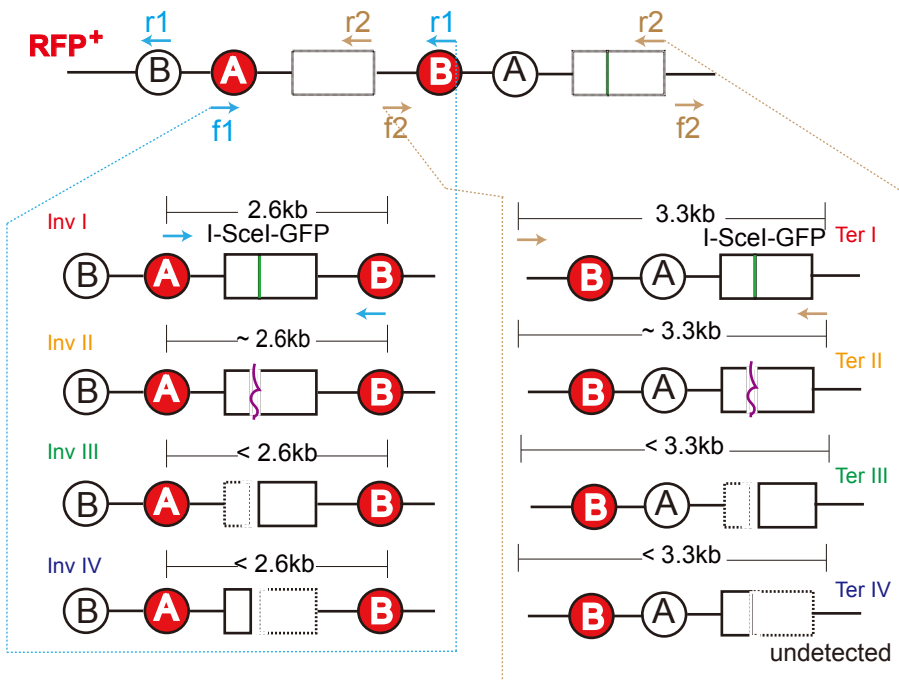 r1 r2 r1 r2
RFP+
B A B A
f1 f2 f2
Inv I 2.6kb
I-SceI-GFP
B A B
3.3kb
I-SceI-GFP Ter I
B A
Inv II ~ 2.6kb
B A B
~ 3.3kb Ter II
B A
Inv III < 2.6kb
B A B
< 3.3kb
Ter III
B A
Inv IV < 2.6kb
B A B
< 3.3kb
Ter IV
B A
undetected